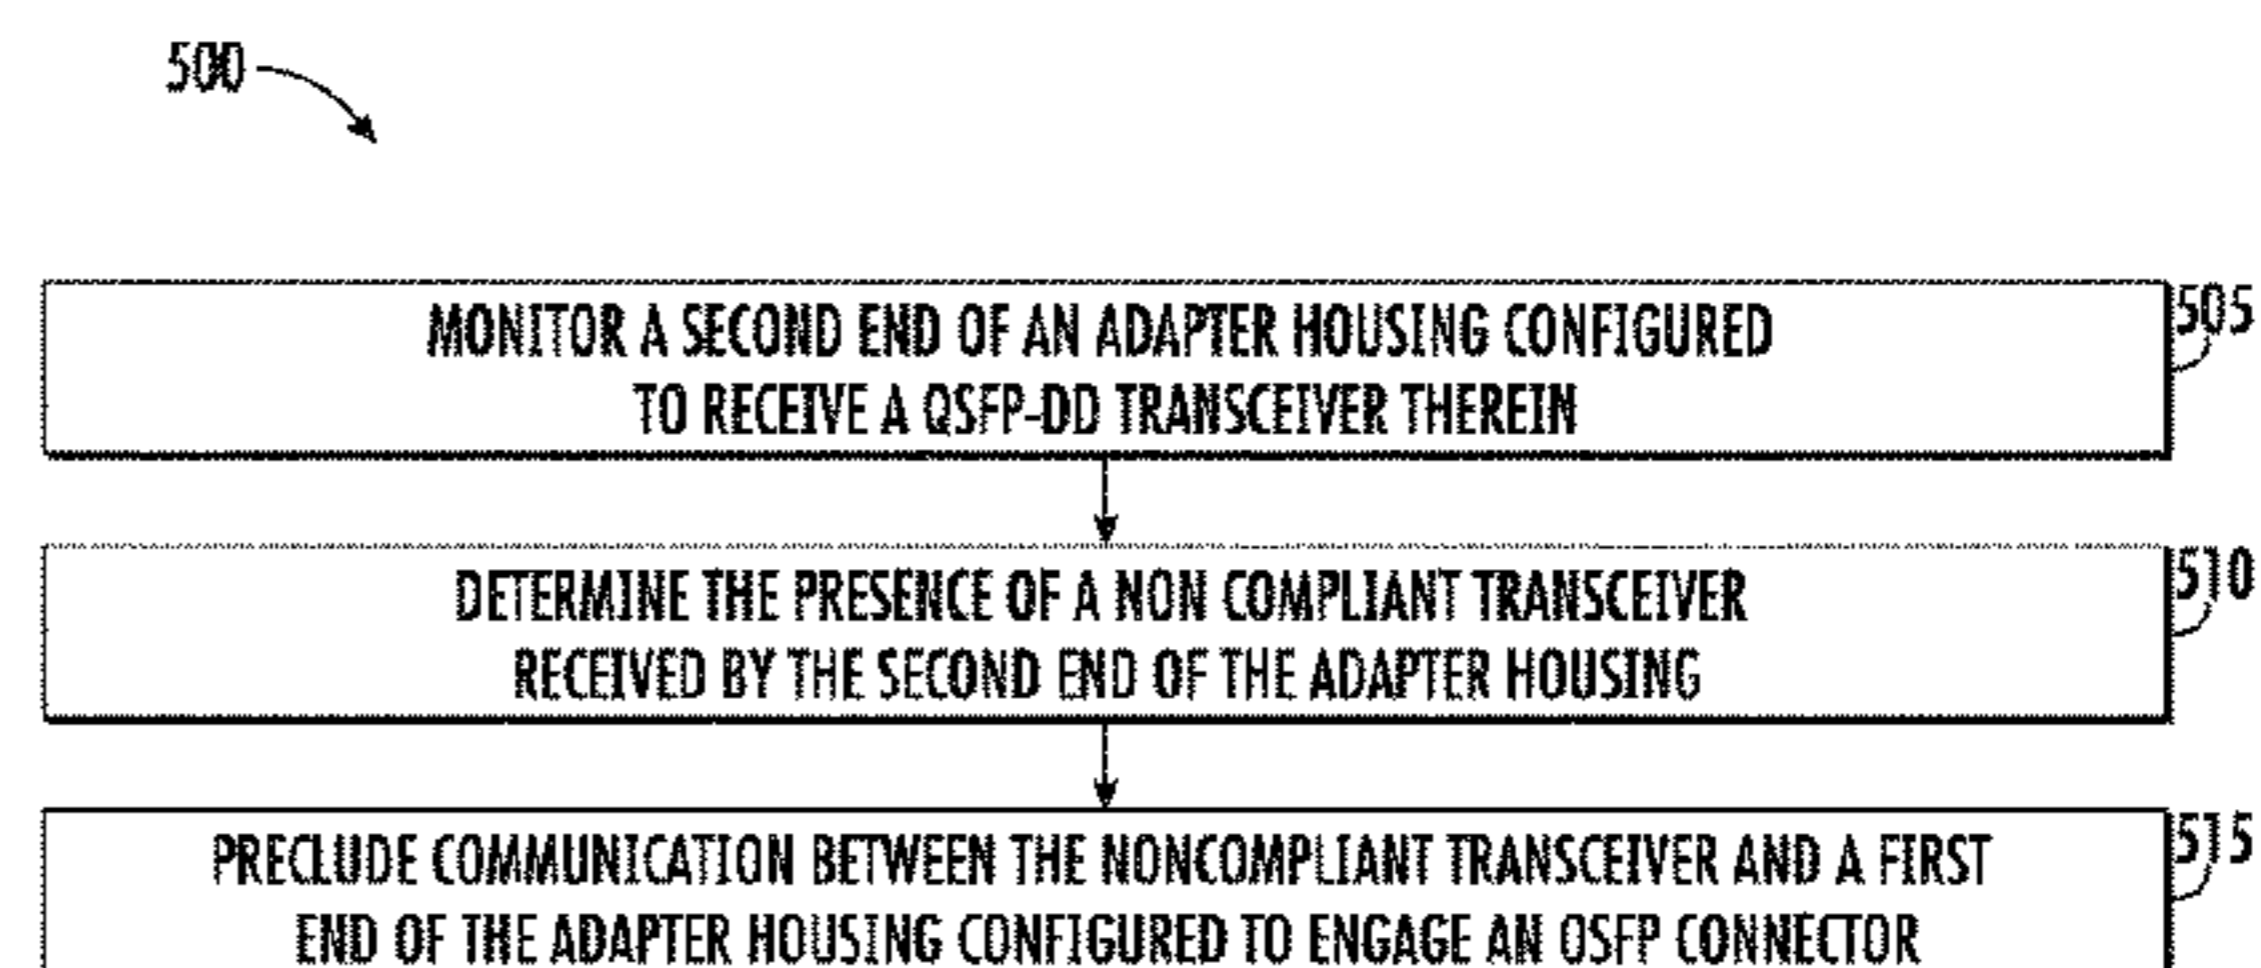 500
MONITOR A SECOND END OF AN ADAPTER HOUSING CONFIGURED
505
TO RECEIVE A QSFP-DD TRANSCEIVER THEREIN
DETERMINE THE PRESENCE OF A NON COMPLIANT TRANSCEIVER
510
RECEIVED BY THE SECOND END OF THE ADAPTER HOUSING
PRECLUDE COMMUNICATION BETWEEN THE NONCOMPLIANT TRANSCEIVER AND A FIRST
515
END OF THE ADAPTER HOUSING CONFIGURED TO ENGAGE AN OSFP CONNECTOR